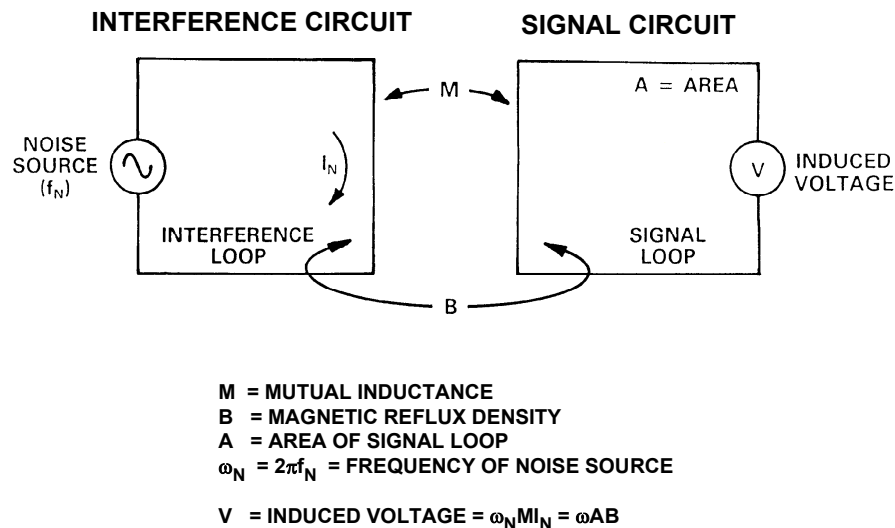 INTERFERENCE CIRCUIT
SIGNAL CIRCUIT
M
A = AREA
NOISE
SOURCE
(fN)
IN
V
INDUCED
VOLTAGE
INTERFERENCE
LOOP
SIGNAL
LOOP
B
M = MUTUAL INDUCTANCE
B = MAGNETIC REFLUX DENSITY
A = AREA OF SIGNAL LOOP
ωN = 2πfN = FREQUENCY OF NOISE SOURCE
V = INDUCED VOLTAGE = ωNMIN = ωAB